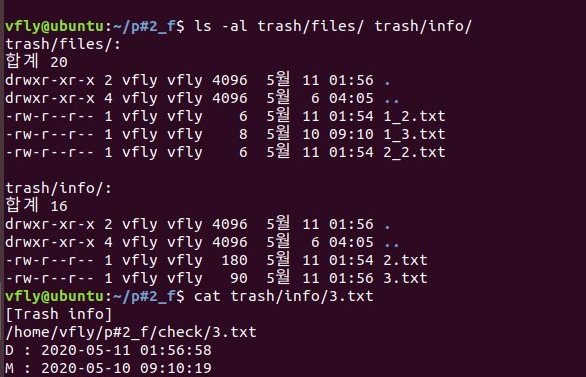 vfly@ubuntu:~/p#2_f$ ls -al trash/files/ trash/info/
trash/files/:
합계 20
drwxr-xr-x 2 vfly vfly 4096  5월 11 01:56 .
drwxr-xr-x 4 vfly vfly 4096  5월  6 04:05 ..
-rw-r--r-- 1 vfly vfly    6  5월 11 01:54 1_2.txt
-rw-r--r-- 1 vfly vfly    8  5월 10 09:10 1_3.txt
-rw-r--r-- 1 vfly vfly    6  5월 11 01:54 2_2.txt
trash/info/:
합계 16
drwxr-xr-x 2 vfly vfly 4096  5월 11 01:56 .
drwxr-xr-x 4 vfly vfly 4096  5월  6 04:05 ..
-rw-r--r-- 1 vfly vfly  180  5월 11 01:54 2.txt
-rw-r--r-- 1 vfly vfly   90  5월 11 01:56 3.txt
vfly@ubuntu:~/p#2_f$ cat trash/info/3.txt
[Trash info]
/home/vfly/p#2_f/check/3.txt
D : 2020-05-11 01:56:58
M : 2020-05-10 09:10:19